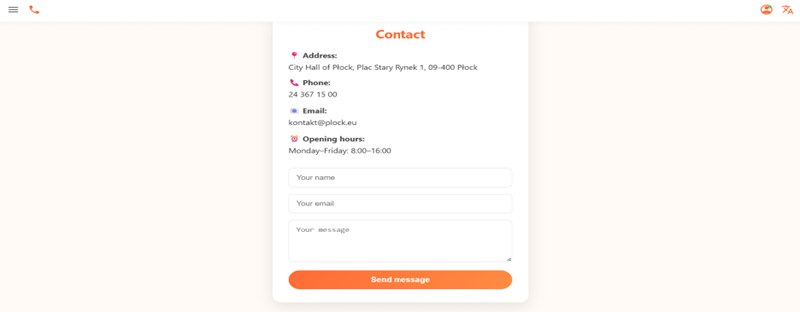 Contact
Address:
City Hall of Płock, Plac Stary Rynek 1, 09-400 Płock
Phone:
24 367 15 00
Email:
kontakt@plock.eu
Opening hours:
Monday–Friday: 8:00–16:00
Your name
Your email
Your message
Send message